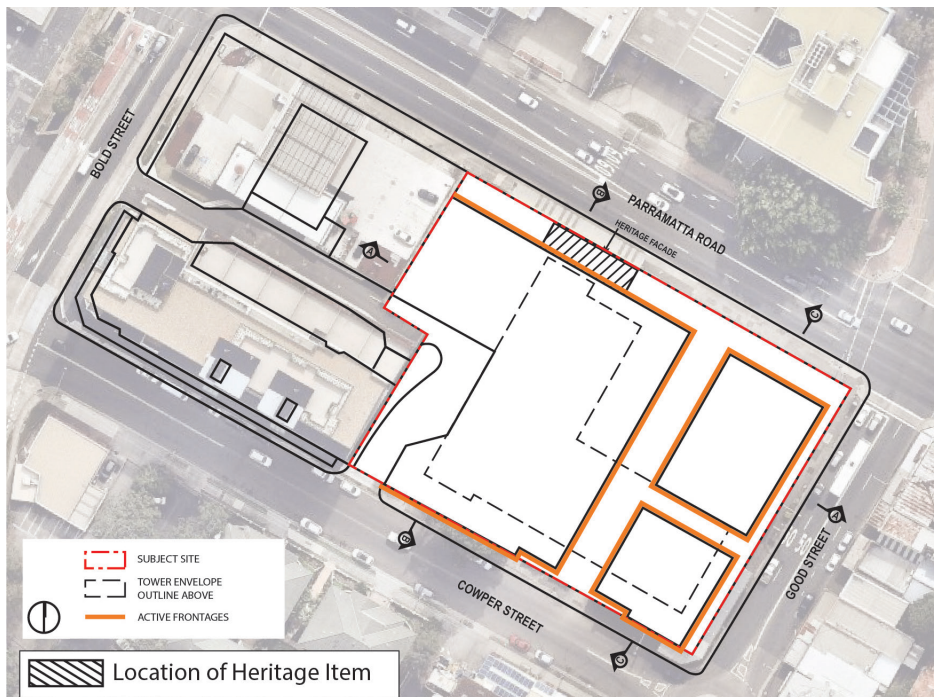 BOLD STREET
B
PARRAMATTA ROAD
HERITAGE FACADE
A
C
A
GOOD STREET
B
COWPER STREET
C
SUBJECT SITE
TOWER ENVELOPE
OUTLINE ABOVE
ACTIVE FRONTAGES
Location of Heritage Item